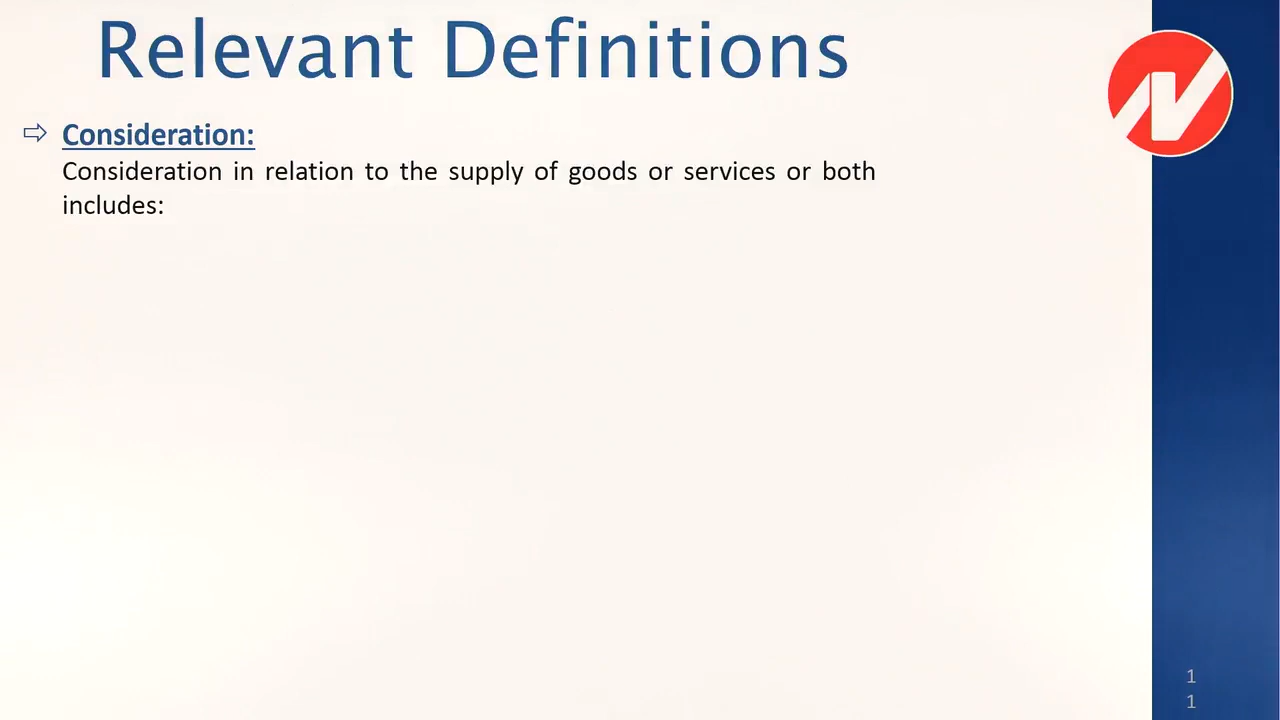 Relevant Definitions
⇨ Consideration:
Consideration in relation to the supply of goods or services or both
includes:
1
1